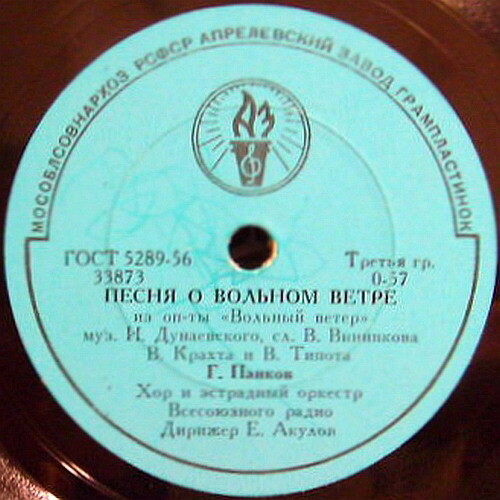 МОСОБЛСОВНАРХОЗ РСФСР АПРЕЛЕВСКИЙ ЗАВОД ГРАМПЛАСТИНОК
АЗ
ГОСТ 5289-56
Третья гр.
33873
0-57
ПЕСНЯ О ВОЛЬНОМ ВЕТРЕ
из оп-ты «Вольный ветер»
муз. И. Дунаевского, сл. В. Винникова
В. Крахта и В. Типота
Г. Панков
Хор и эстрадный оркестр
Всесоюзного радио
Дирижер Е. Акулов